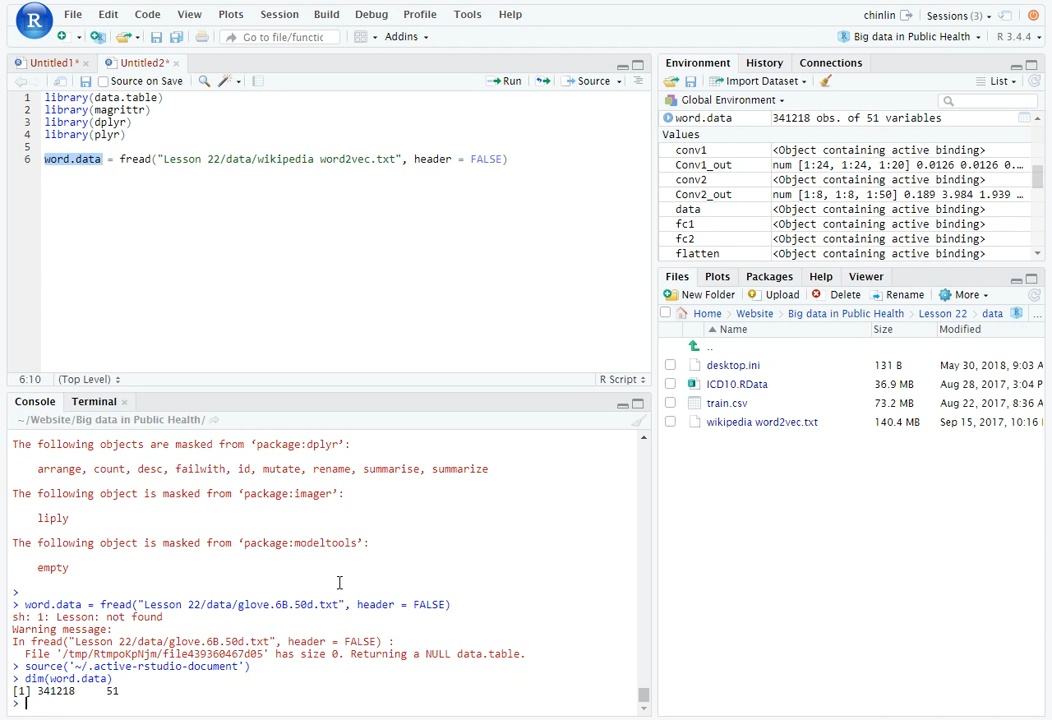 R File Edit Code View Plots Session Build Debug Profile Tools Help chinlin Sessions (3)
Go to file/functic Addins Big data in Public Health R 3.4.4
Untitled1* × Untitled2* ×
Source on Save Run Source
1 library(data.table)
2 library(magrittr)
3 library(dplyr)
4 library(plyr)
5
6 word.data = fread("Lesson 22/data/wikipedia word2vec.txt", header = FALSE)
6:10 (Top Level) R Script
Console Terminal ×
~/Website/Big data in Public Health/
The following objects are masked from ‘package:dplyr’:
arrange, count, desc, failwith, id, mutate, rename, summarise, summarize
The following object is masked from ‘package:imager’:
liply
The following object is masked from ‘package:modeltools’:
empty
>
> word.data = fread("Lesson 22/data/glove.6B.50d.txt", header = FALSE)
sh: 1: Lesson: not found
Warning message:
In fread("Lesson 22/data/glove.6B.50d.txt", header = FALSE) :
File '/tmp/RtmpoKpNjm/file439360467d05' has size 0. Returning a NULL data.table.
> source('~/.active-rstudio-document')
> dim(word.data)
[1] 341218 51
>
Environment History Connections
Import Dataset List
Global Environment
word.data 341218 obs. of 51 variables
Values
conv1 <Object containing active binding>
Conv1_out num [1:24, 1:24, 1:20] 0.0126 0.0126 0.…
conv2 <Object containing active binding>
Conv2_out num [1:8, 1:8, 1:50] 0.189 3.984 1.939 …
data <Object containing active binding>
fc1 <Object containing active binding>
fc2 <Object containing active binding>
flatten <Object containing active binding>
Files Plots Packages Help Viewer
New Folder Upload Delete Rename More
Home Website Big data in Public Health Lesson 22 data R ...
Name Size Modified
..
desktop.ini 131 B May 30, 2018, 9:03 A
ICD10.RData 36.9 MB Aug 28, 2017, 3:04 P
train.csv 73.2 MB Aug 22, 2017, 8:36 A
wikipedia word2vec.txt 140.4 MB Sep 15, 2017, 10:16